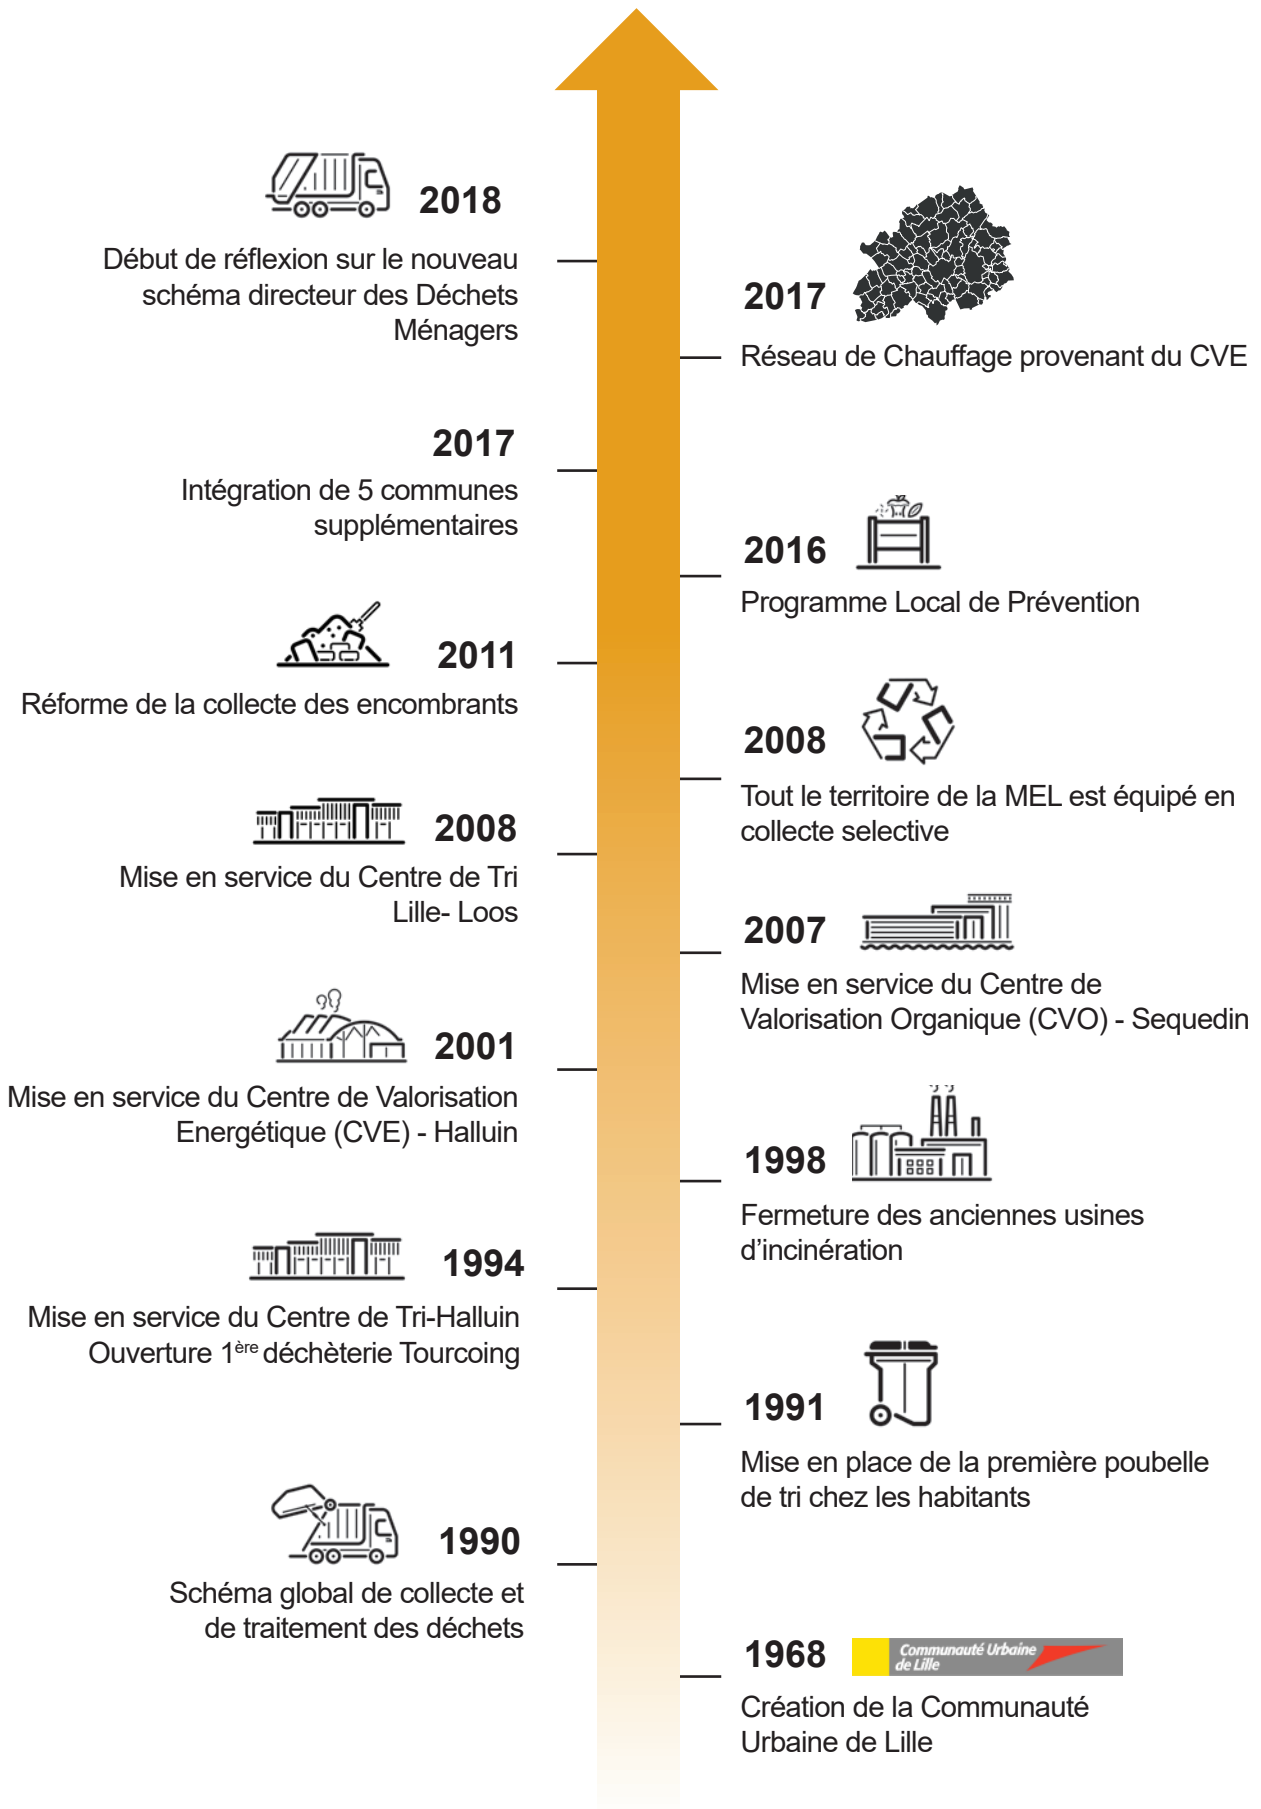 2018
Début de réflexion sur le nouveau
schéma directeur des Déchets
Ménagers
2017
Réseau de Chauffage provenant du CVE
2017
Intégration de 5 communes
supplémentaires
2016
Programme Local de Prévention
2011
Réforme de la collecte des encombrants
2008
Tout le territoire de la MEL est équipé en
collecte selective
2008
Mise en service du Centre de Tri
Lille- Loos
2007
Mise en service du Centre de
Valorisation Organique (CVO) - Sequedin
2001
Mise en service du Centre de Valorisation
Energétique (CVE) - Halluin
1998
Fermeture des anciennes usines
d’incinération
1994
Mise en service du Centre de Tri-Halluin
Ouverture 1ère déchèterie Tourcoing
1991
Mise en place de la première poubelle
de tri chez les habitants
1990
Schéma global de collecte et
de traitement des déchets
1968
Communauté Urbaine
de Lille
Création de la Communauté
Urbaine de Lille